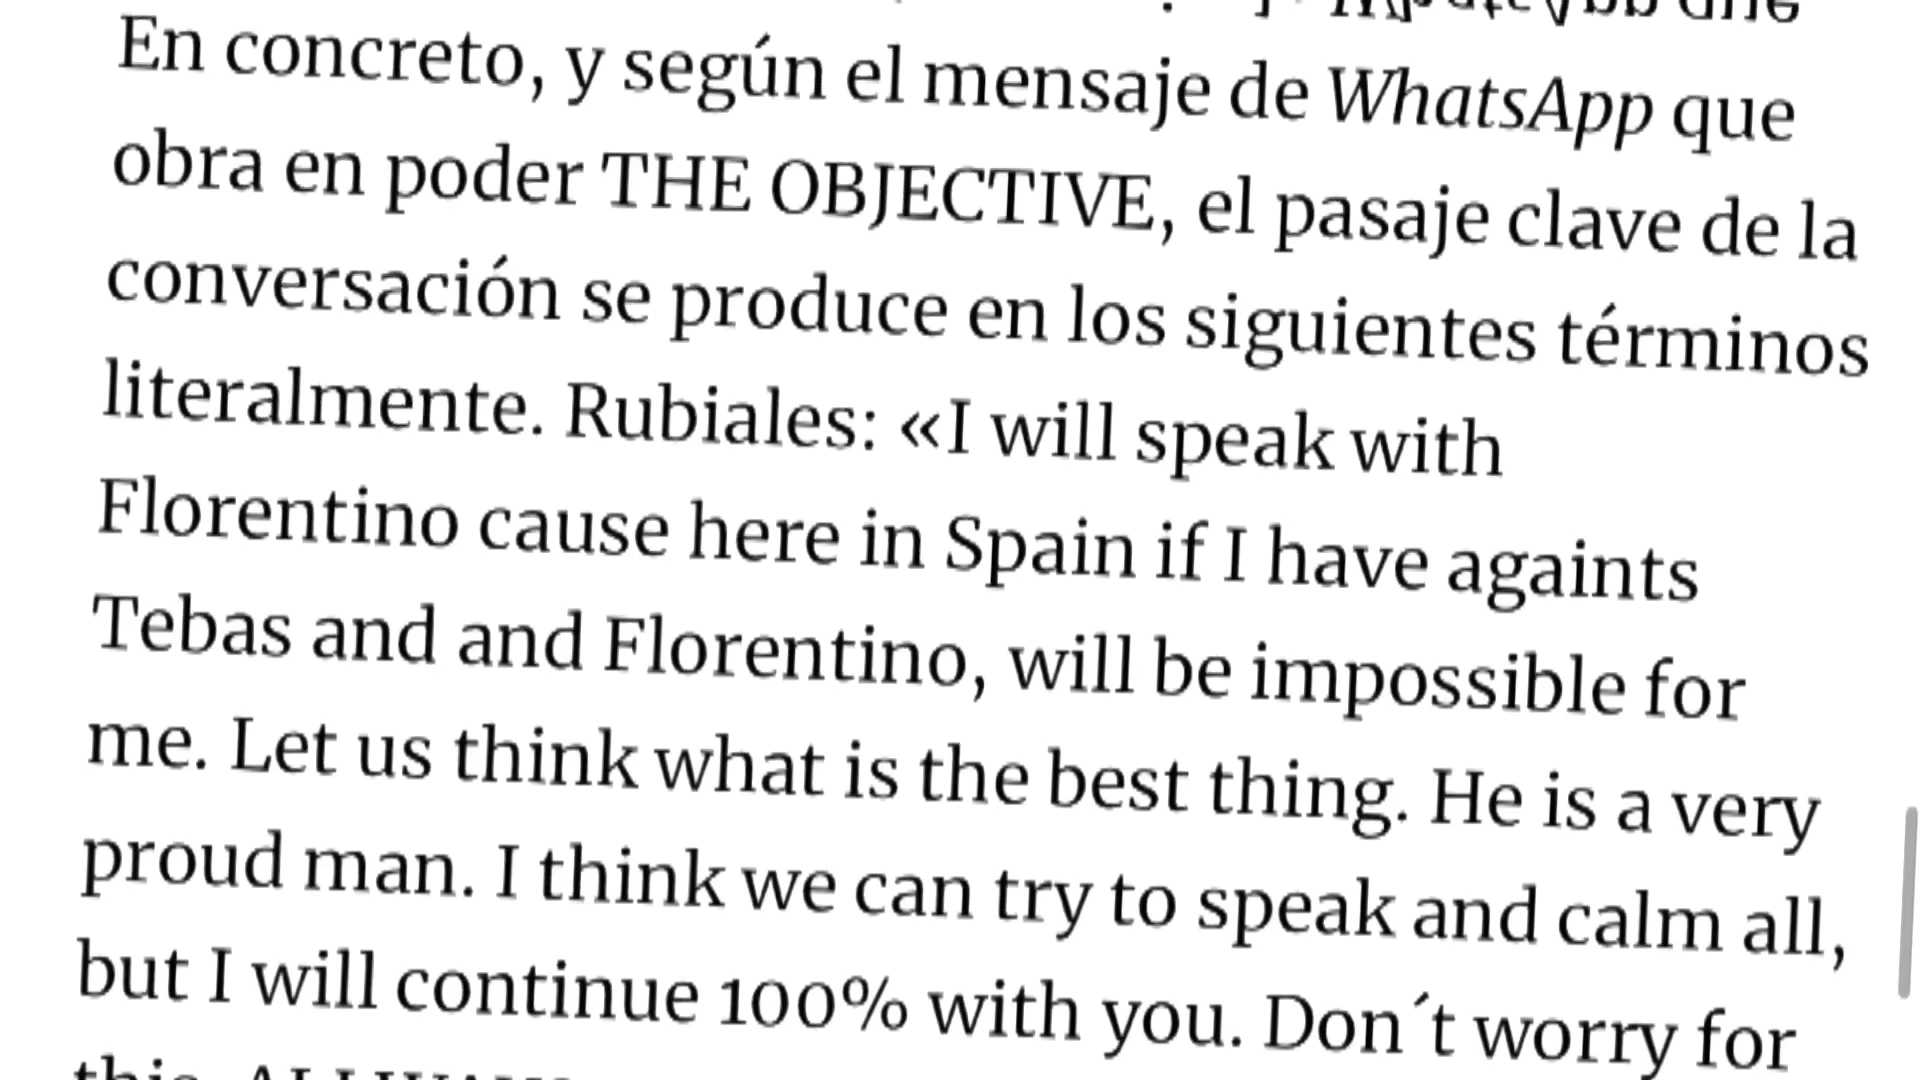 En concreto, y según el mensaje de WhatsApp que
obra en poder THE OBJECTIVE, el pasaje clave de la
conversación se produce en los siguientes términos
literalmente. Rubiales: «I will speak with
Florentino cause here in Spain if I have againts
Tebas and and Florentino, will be impossible for
me. Let us think what is the best thing. He is a very
proud man. I think we can try to speak and calm all,
but I will continue 100% with you. Don´t worry for